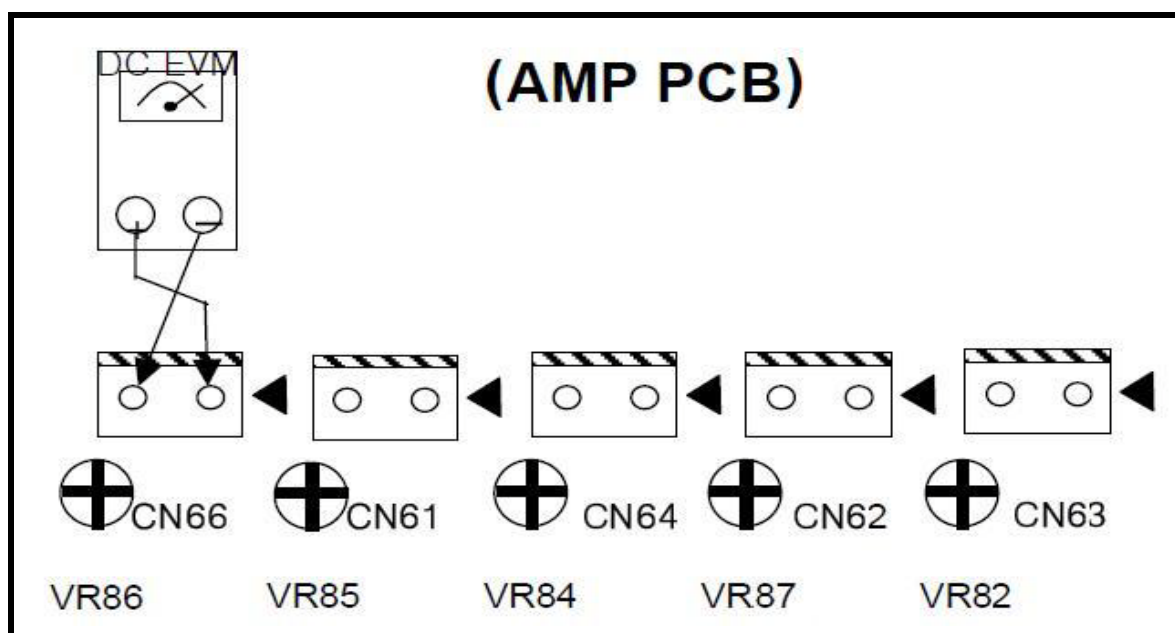 DC EVM
(AMP PCB)
+ −
CN66 CN61 CN64 CN62 CN63
VR86 VR85 VR84 VR87 VR82